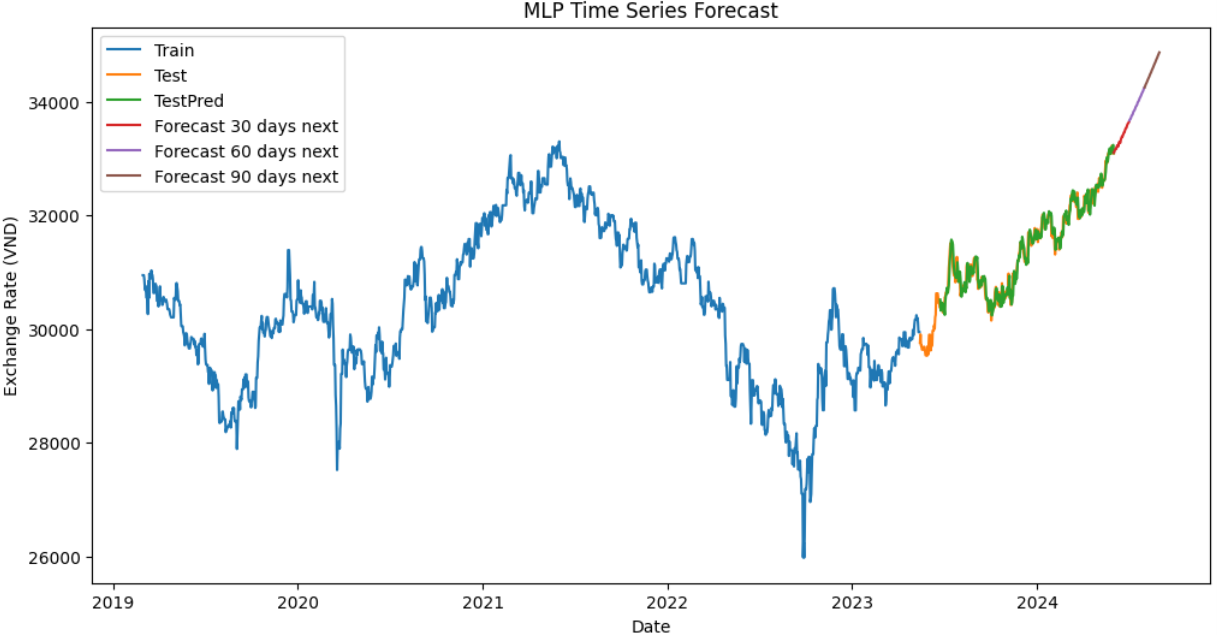 MLP Time Series Forecast
Train
Test
TestPred
Forecast 30 days next
Forecast 60 days next
Forecast 90 days next
Exchange Rate (VND)
34000
32000
30000
28000
26000
2019 2020 2021 2022 2023 2024
Date